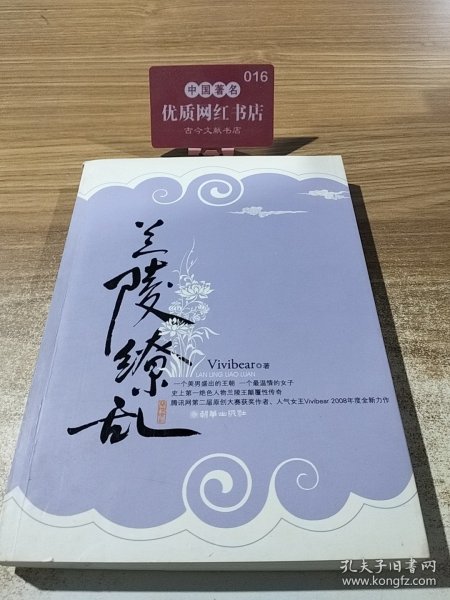 016
中国著名
优质网红书店
古今文献书店
兰陵缭乱
Vivibear 著
LAN LING LIAO LUAN
一个美男盛出的王朝 一个最温情的女子
史上第一绝色人物兰陵王颠覆性传奇
腾讯网第二届原创大赛获奖作者、人气女王Vivibear 2008年度全新力作
朝华出版社
孔夫子旧书网
www.kongfz.com